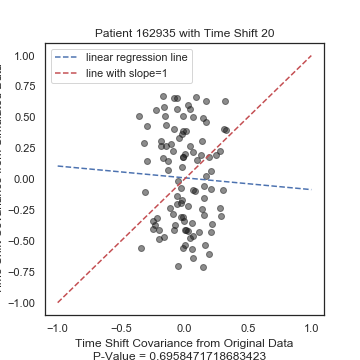 Patient 162935 with Time Shift 20
linear regression line
line with slope=1
1.00
0.75
0.50
0.25
0.00
−0.25
−0.50
−0.75
−1.00
−1.0
−0.5
0.0
0.5
1.0
Time Shift Covariance from Original Data
P-Value = 0.6958471718683423